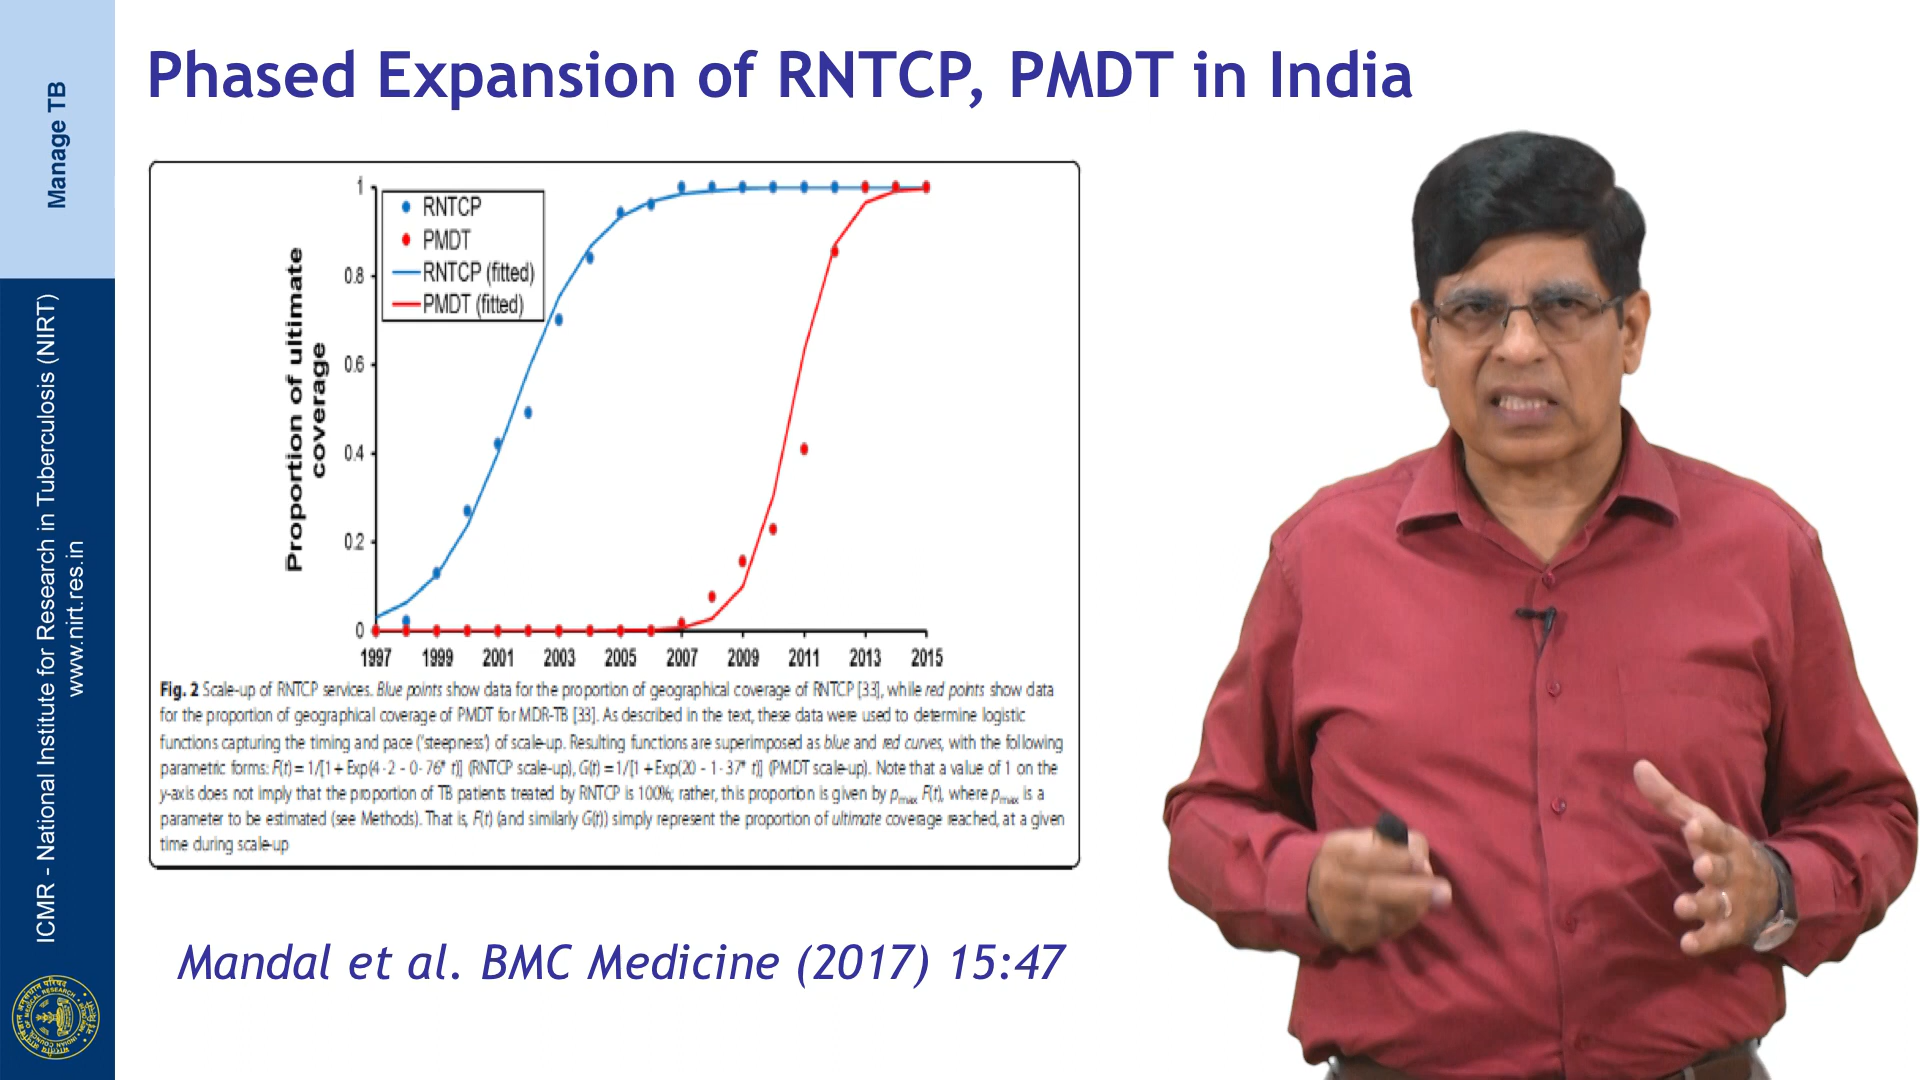 Phased Expansion of RNTCP, PMDT in India
Manage TB
ICMR - National Institute for Research in Tuberculosis (NIRT)
www.nirt.res.in
Proportion of ultimate
coverage
1
0.8
0.6
0.4
0.2
0
RNTCP
PMDT
RNTCP (fitted)
PMDT (fitted)
1997 1999 2001 2003 2005 2007 2009 2011 2013 2015
Fig. 2 Scale-up of RNTCP services. Blue points show data for the proportion of geographical coverage of RNTCP [33], while red points show data
for the proportion of geographical coverage of PMDT for MDR-TB [33]. As described in the text, these data were used to determine logistic
functions capturing the timing and pace ('steepness') of scale-up. Resulting functions are superimposed as blue and red curves, with the following
parametric forms: F(t) = 1/[1 + Exp(4·2 - 0·76* t)] (RNTCP scale-up), G(t) = 1/[1 + Exp(20 - 1·37* t)] (PMDT scale-up). Note that a value of 1 on the
y-axis does not imply that the proportion of TB patients treated by RNTCP is 100%; rather, this proportion is given by pmax F(t), where pmax is a
parameter to be estimated (see Methods). That is, F(t) (and similarly G(t)) simply represent the proportion of ultimate coverage reached, at a given
time during scale-up
Mandal et al. BMC Medicine (2017) 15:47